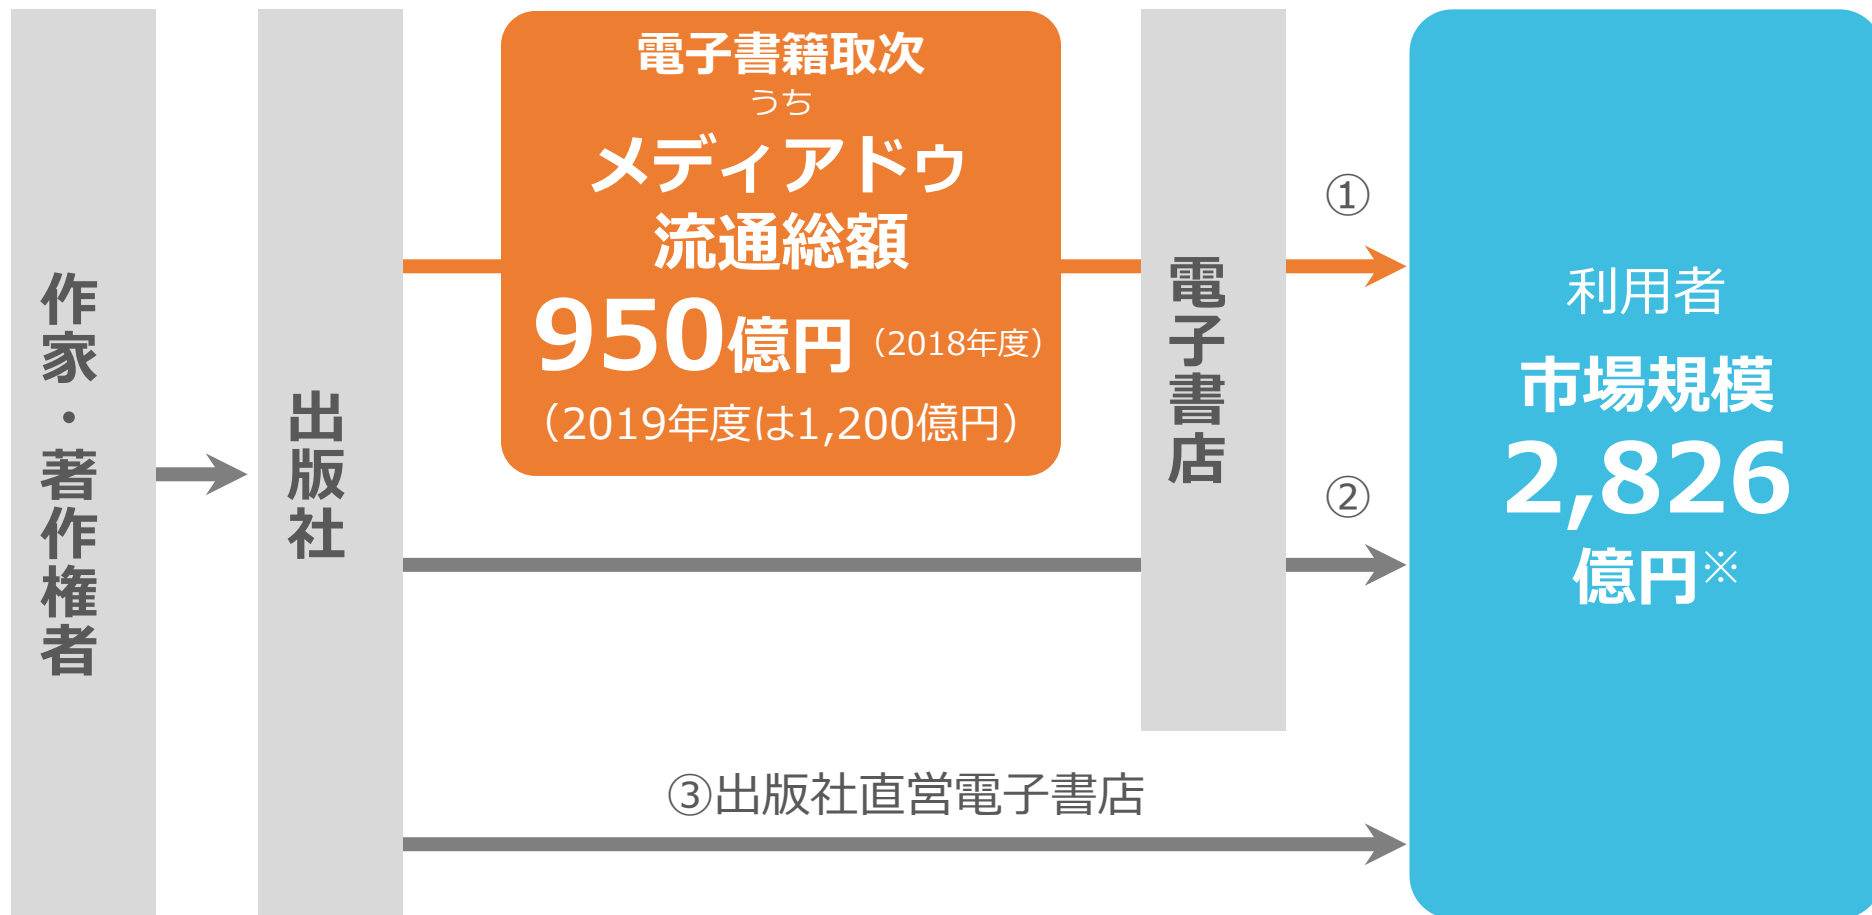 作家・著作権者
出版社
電子書籍取次
うち
メディアドゥ
流通総額
950億円（2018年度）
（2019年度は1,200億円）
電子書店
①
②
③出版社直営電子書店
利用者
市場規模
2,826
億円※